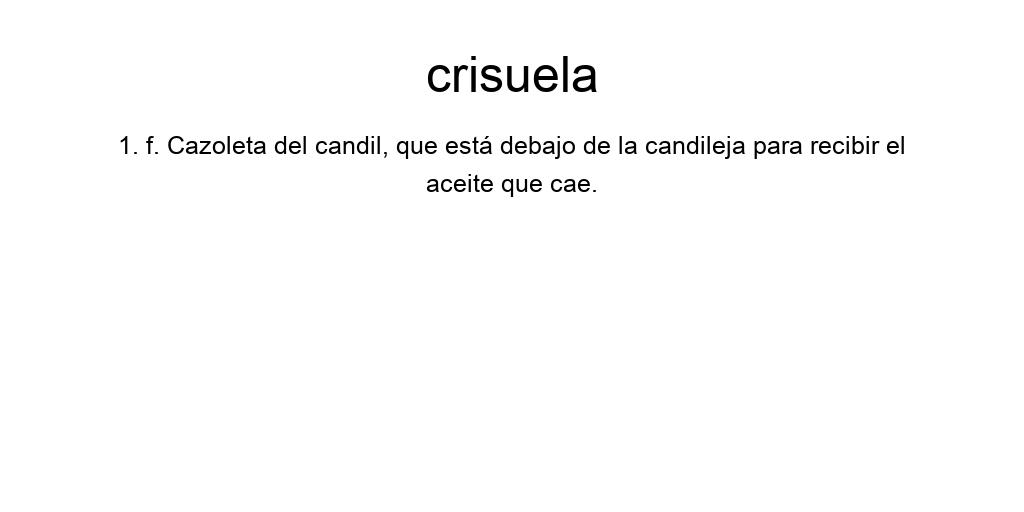 crisuela
1. f. Cazoleta del candil, que está debajo de la candileja para recibir el
aceite que cae.